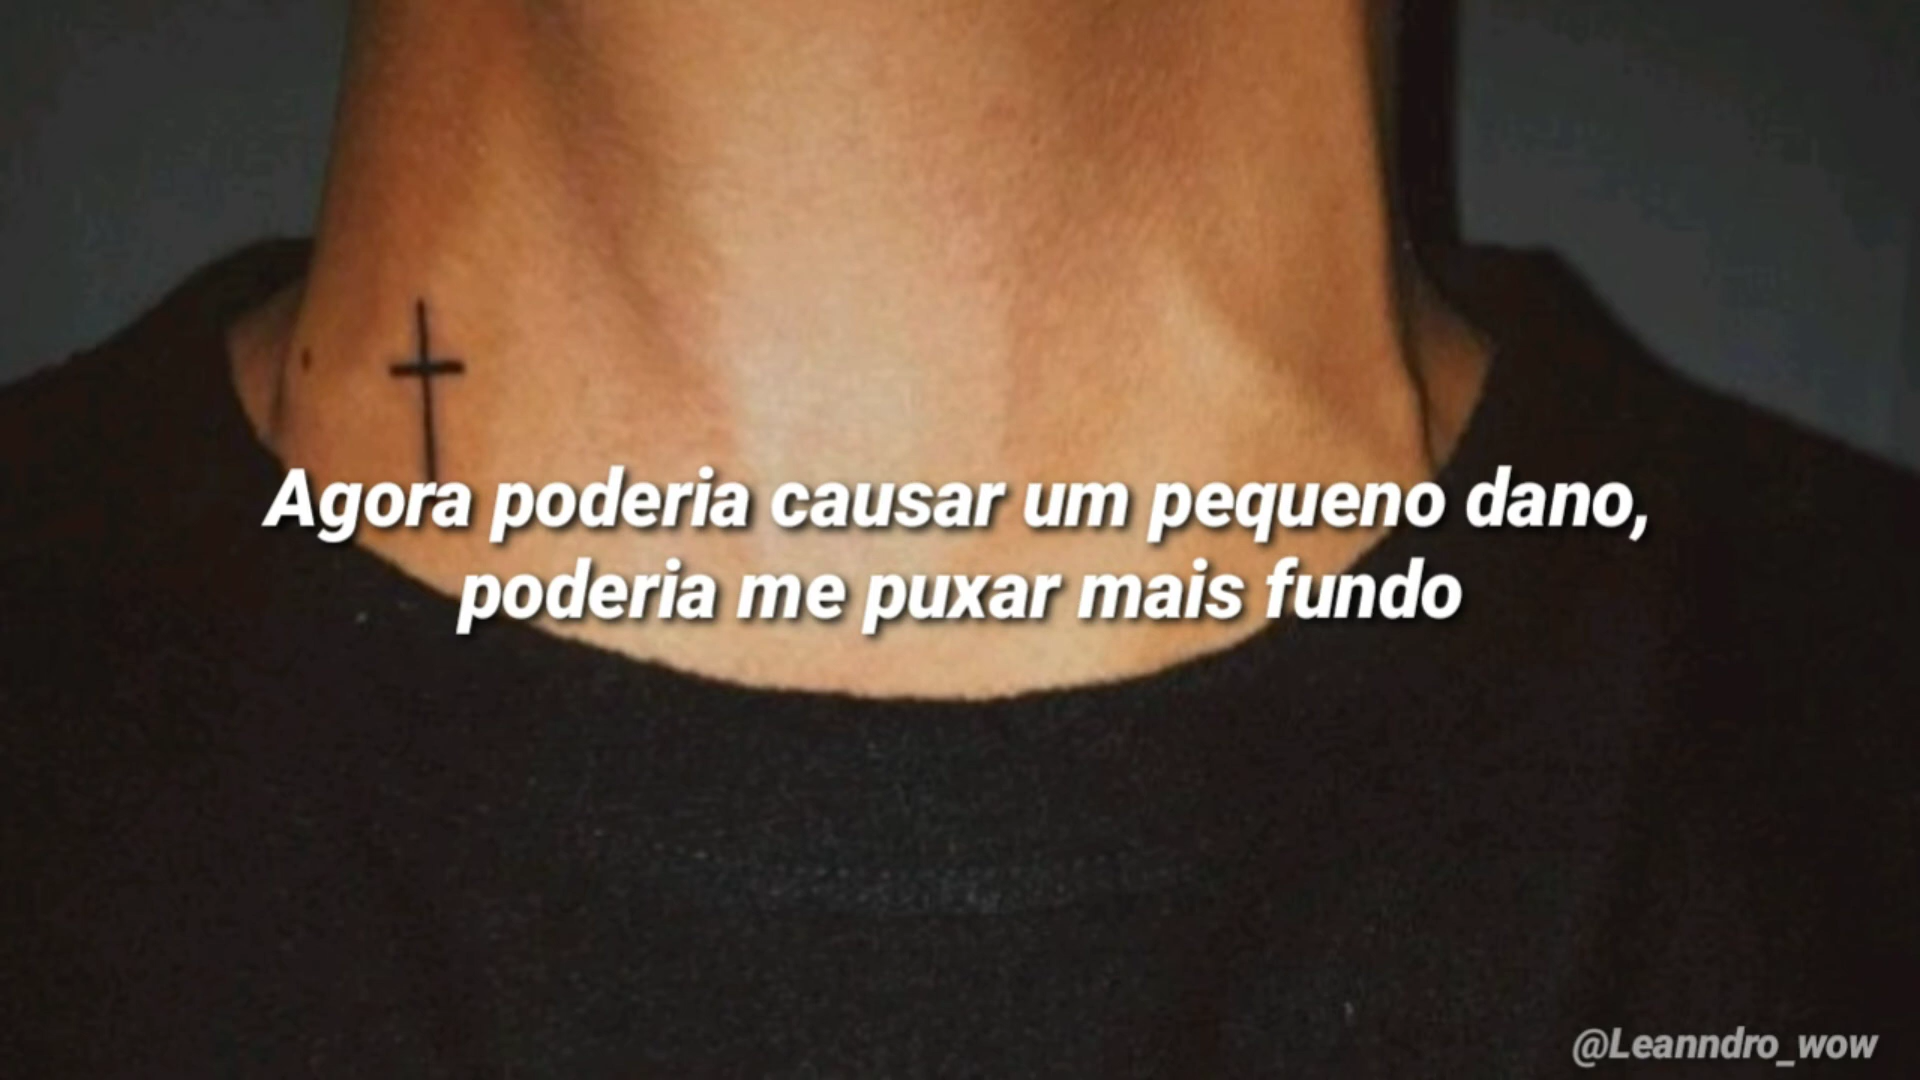 Agora poderia causar um pequeno dano,
poderia me puxar mais fundo
@Leanndro_wow